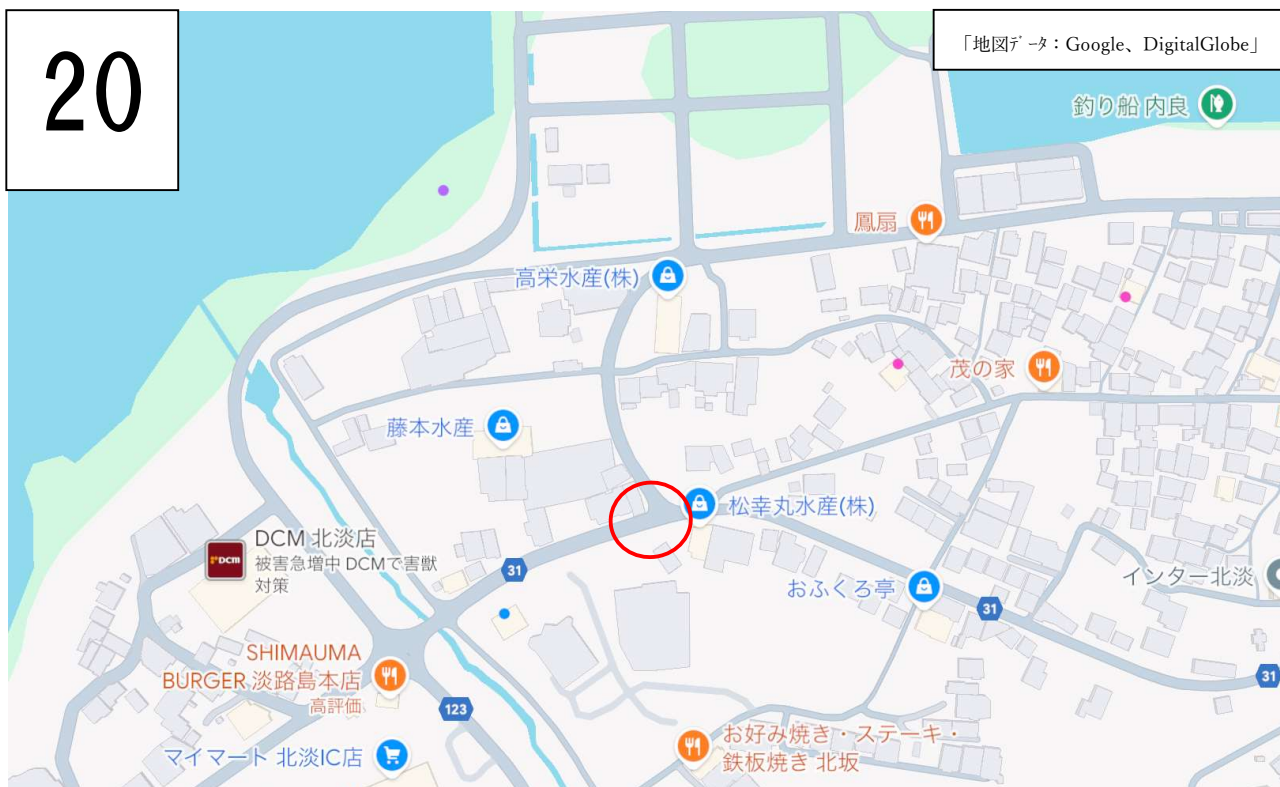 20
「地図データ：Google、DigitalGlobe」
釣り船 内良
鳳扇
高栄水産(株)
茂の家
藤本水産
松幸丸水産(株)
DCM 北淡店
被害急増中 DCMで害獣
対策
DCM
31
おふくろ亭
インター北淡
31
SHIMAUMA
BURGER 淡路島本店
高評価
31
123
お好み焼き・ステーキ・
鉄板焼き 北坂
マイマート 北淡IC店